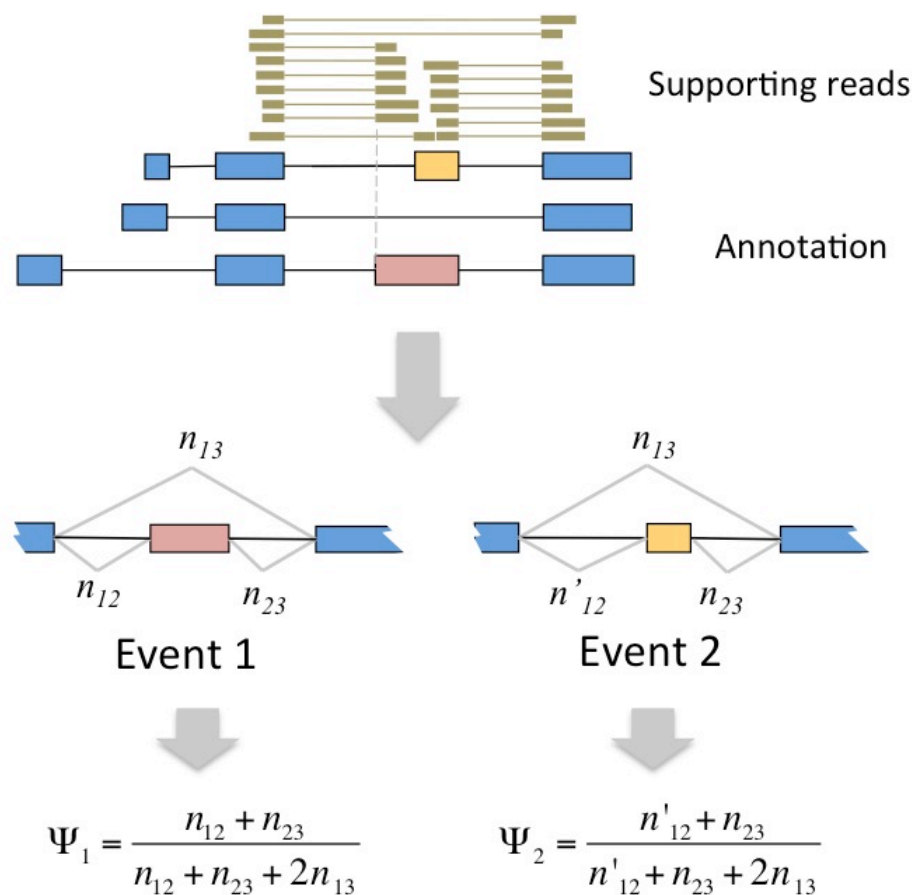 Supporting reads
Annotation
n13 n13
n12 n23 n'12 n23
Event 1 Event 2
Ψ1 = (n12 + n23) / (n12 + n23 + 2n13) Ψ2 = (n'12 + n23) / (n'12 + n23 + 2n13)